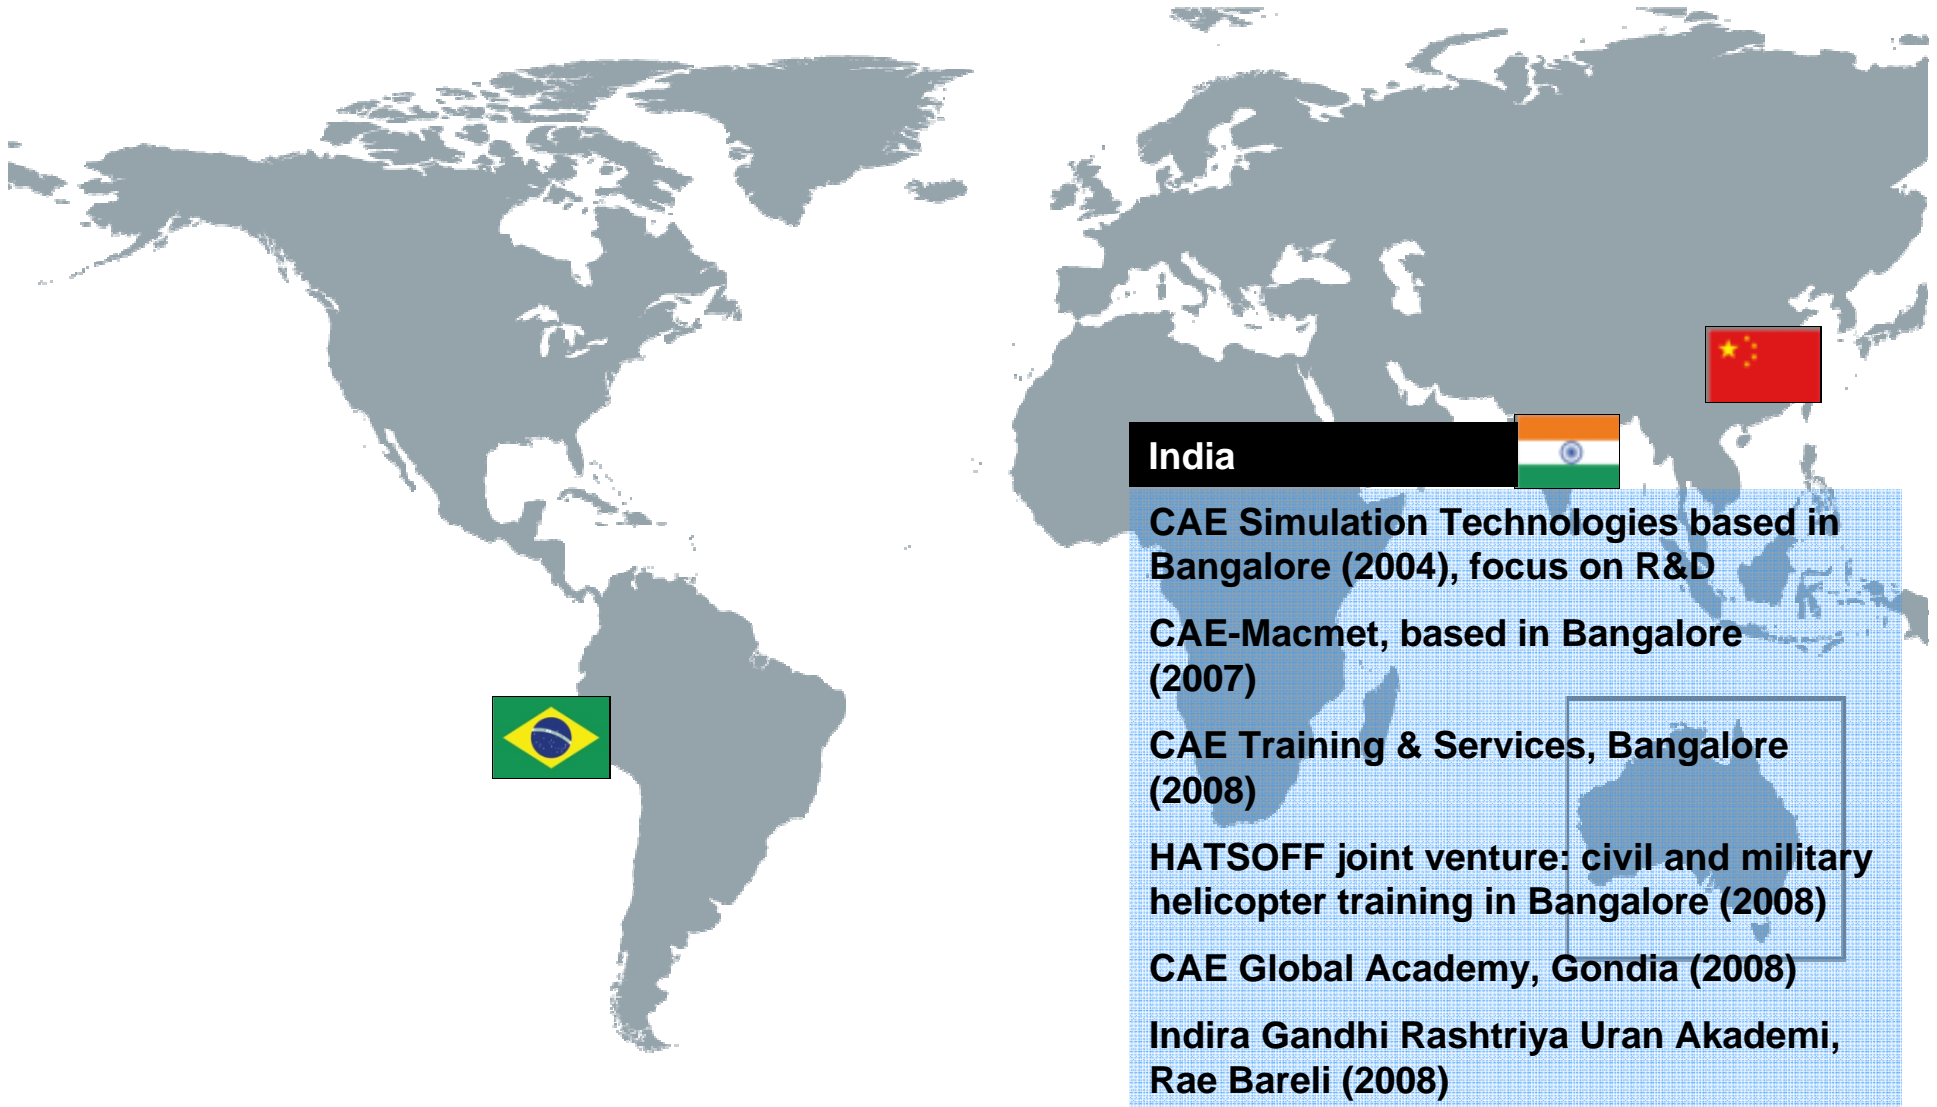 India
CAE Simulation Technologies based in
Bangalore (2004), focus on R&D
CAE-Macmet, based in Bangalore
(2007)
CAE Training & Services, Bangalore
(2008)
HATSOFF joint venture: civil and military
helicopter training in Bangalore (2008)
CAE Global Academy, Gondia (2008)
Indira Gandhi Rashtriya Uran Akademi,
Rae Bareli (2008)